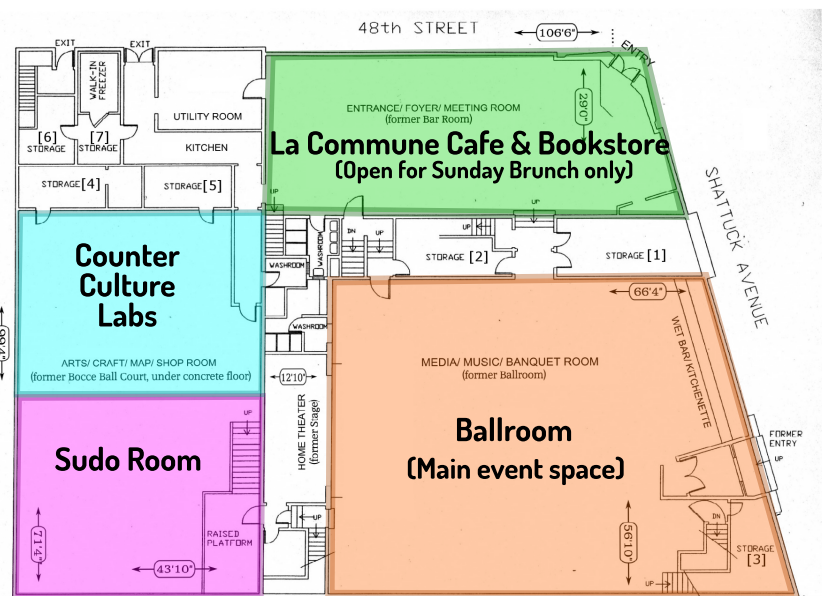 48th STREET
106'6"
ENTRY
EXIT
EXIT
WALK-IN
FREEZER
UTILITY ROOM
ENTRANCE/ FOYER/ MEETING ROOM
(former Bar Room)
29'0"
[6]
STORAGE
[7]
STORAGE
KITCHEN
La Commune Cafe & Bookstore
(Open for Sunday Brunch only)
STORAGE [4]
STORAGE [5]
UP
UP
SHATTUCK AVENUE
Counter
Culture
Labs
WASHROOM
DN
UP
UP
STORAGE [2]
STORAGE [1]
WASHROOM
66'4"
WASHROOM
WET BAR/KITCHENETTE
99'4"
ARTS/ CRAFT/ MAP/ SHOP ROOM
(former Bocce Ball Court, under concrete floor)
12'10"
MEDIA/ MUSIC/ BANQUET ROOM
(former Ballroom)
HOME THEATER
(former Stage)
UP
Sudo Room
Ballroom
(Main event space)
FORMER
ENTRY
UP
71'4"
RAISED
PLATFORM
UP
56'10"
DN
STORAGE
[3]
43'10"
UP